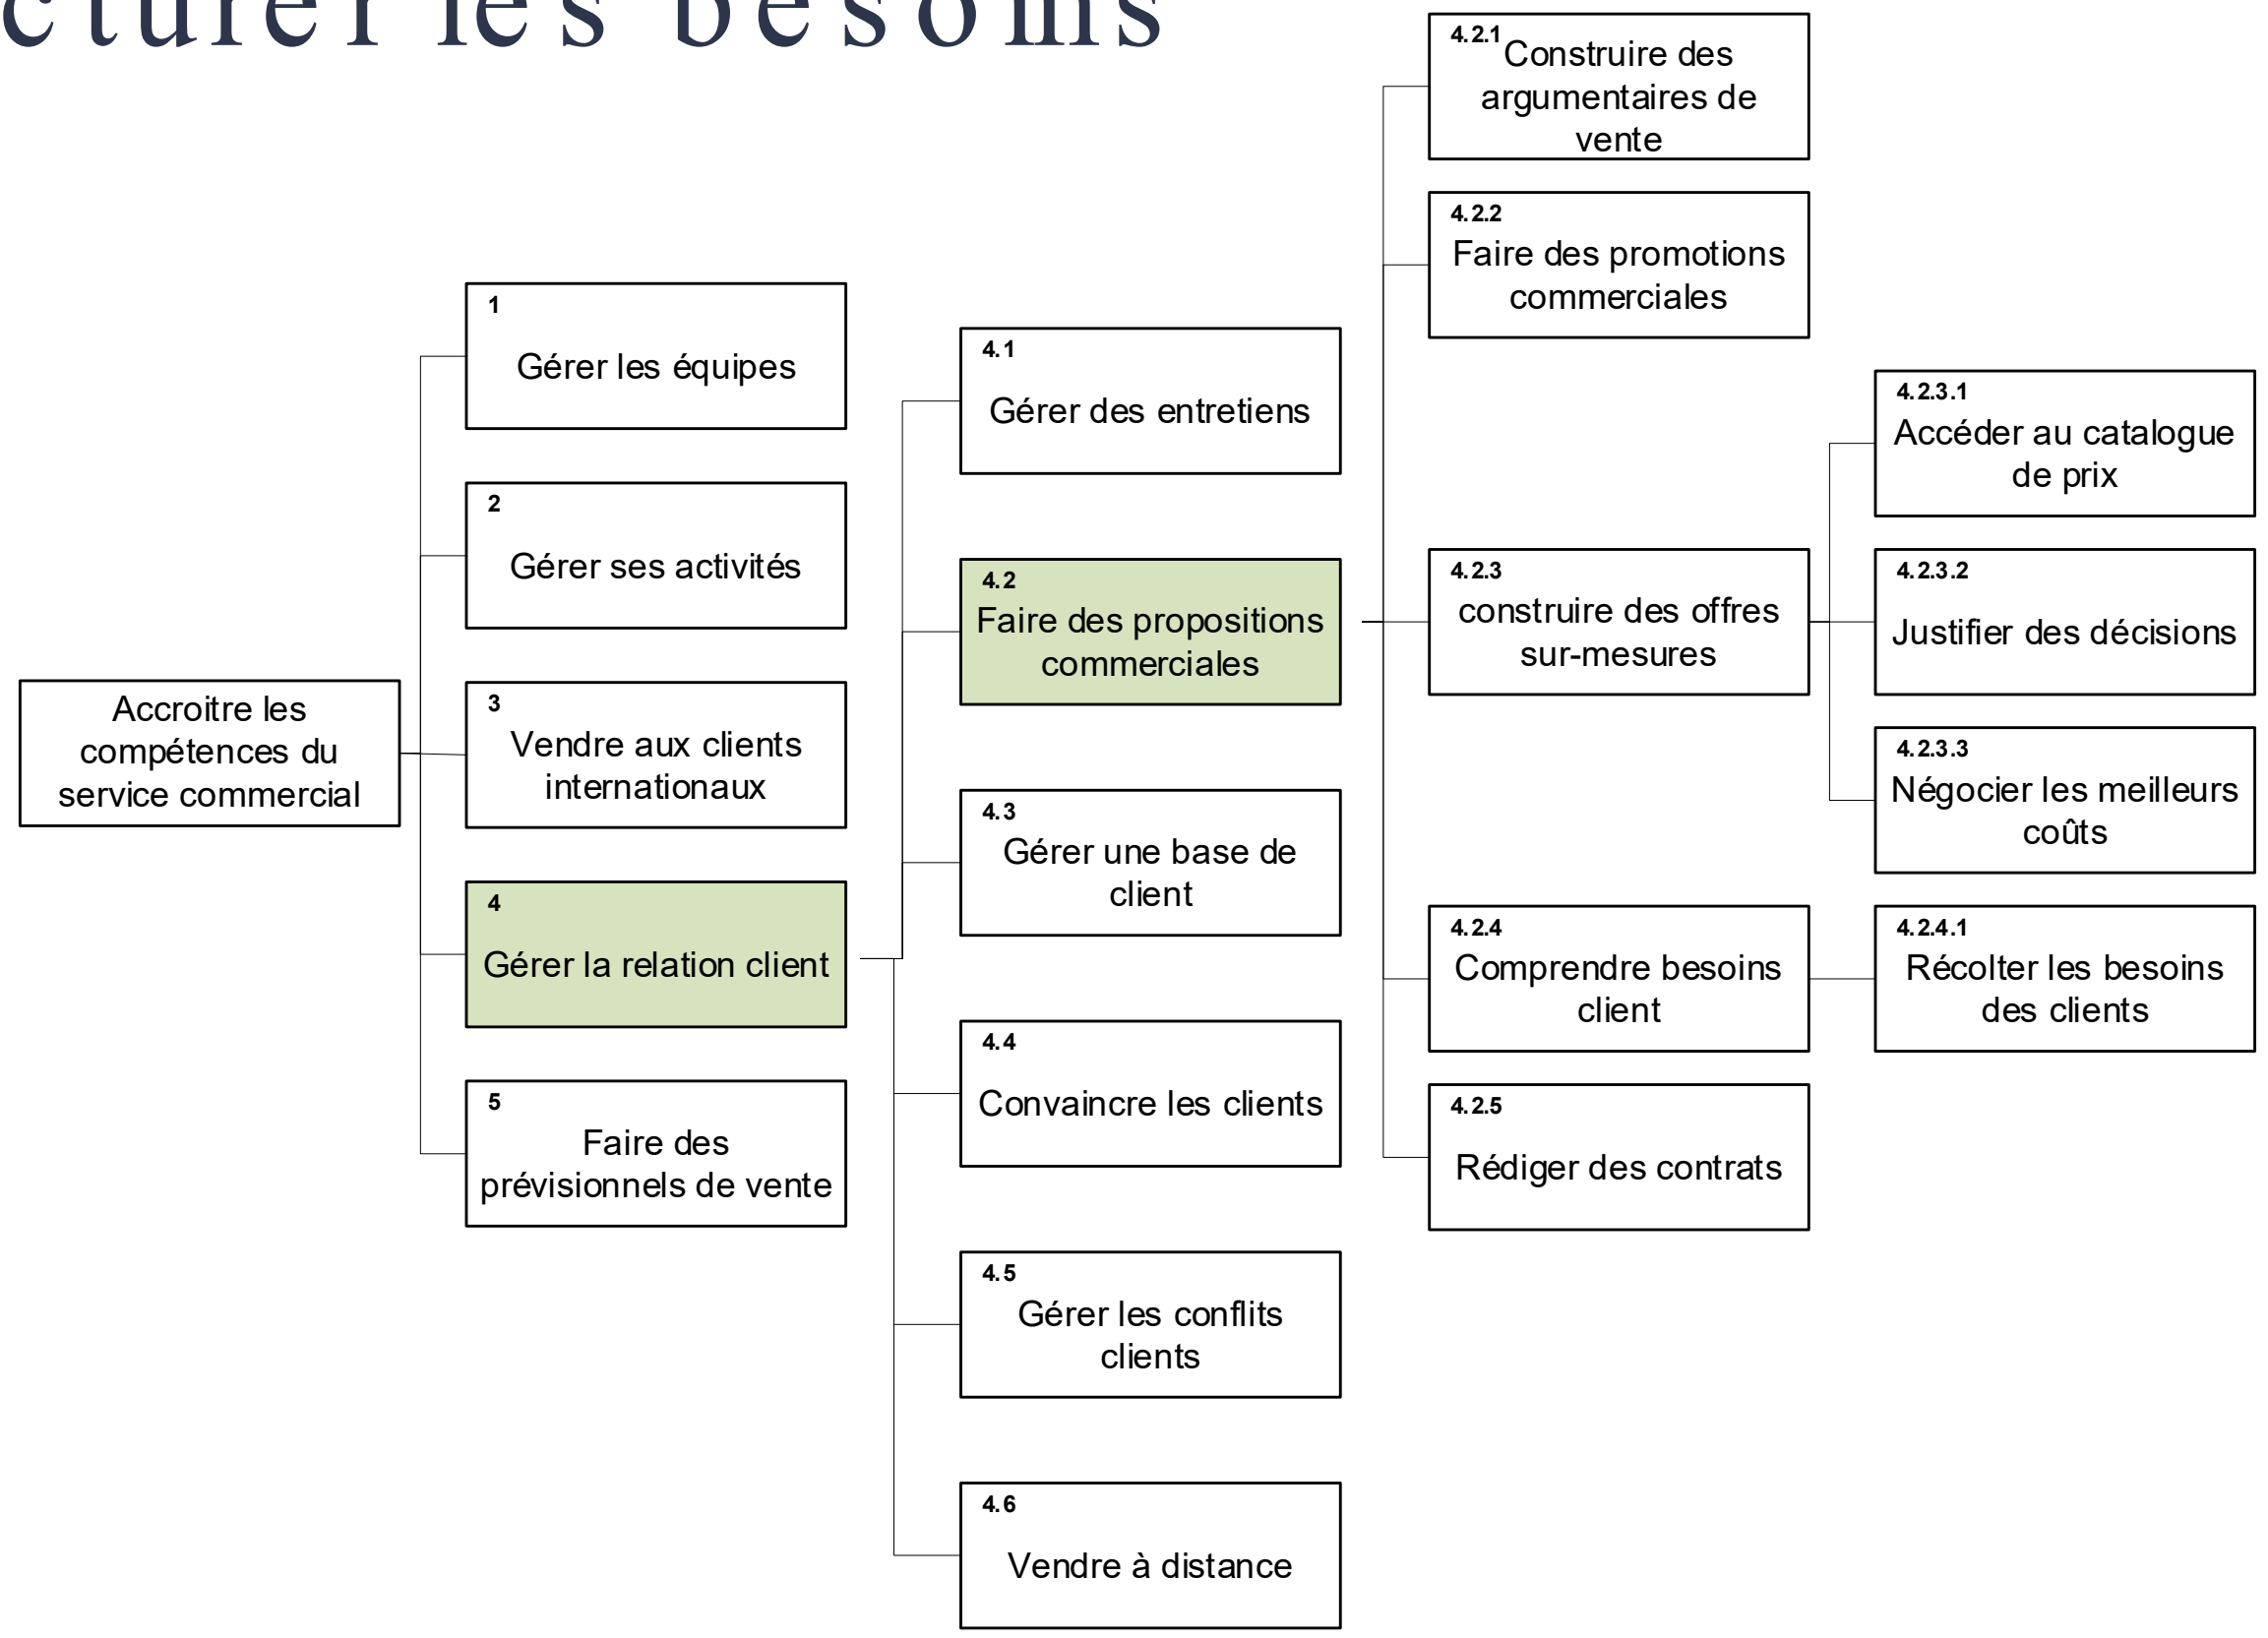 cturer les besoins
Accroitre les
compétences du
service commercial
1
Gérer les équipes
2
Gérer ses activités
3
Vendre aux clients
internationaux
4
Gérer la relation client
5
Faire des
prévisionnels de vente
4.1
Gérer des entretiens
4.2
Faire des propositions
commerciales
4.3
Gérer une base de
client
4.4
Convaincre les clients
4.5
Gérer les conflits
clients
4.6
Vendre à distance
4.2.1
Construire des
argumentaires de
vente
4.2.2
Faire des promotions
commerciales
4.2.3
construire des offres
sur-mesures
4.2.4
Comprendre besoins
client
4.2.5
Rédiger des contrats
4.2.3.1
Accéder au catalogue
de prix
4.2.3.2
Justifier des décisions
4.2.3.3
Négocier les meilleurs
coûts
4.2.4.1
Récolter les besoins
des clients